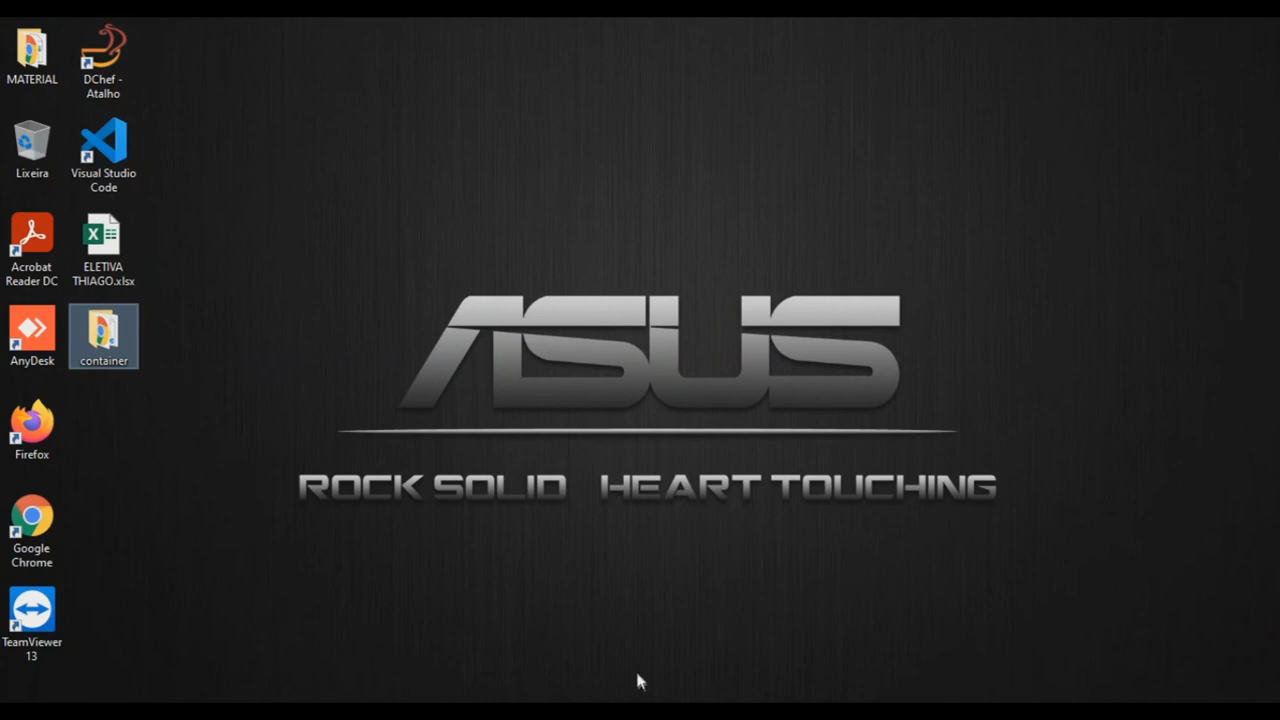 MATERIAL
DChef -
Atalho
Lixeira
Visual Studio
Code
Acrobat
Reader DC
ELETIVA
THIAGO.xlsx
AnyDesk
container
Firefox
Google
Chrome
TeamViewer
13
ASUS
ROCK SOLID HEART TOUCHING